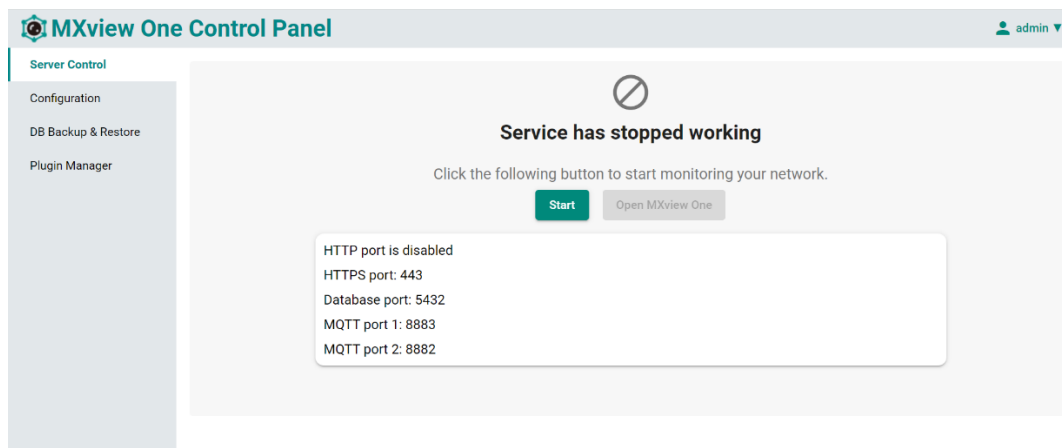 MXview One Control Panel
admin ▼
Server Control
Configuration
DB Backup & Restore
Plugin Manager
Service has stopped working
Click the following button to start monitoring your network.
Start
Open MXview One
HTTP port is disabled
HTTPS port: 443
Database port: 5432
MQTT port 1: 8883
MQTT port 2: 8882